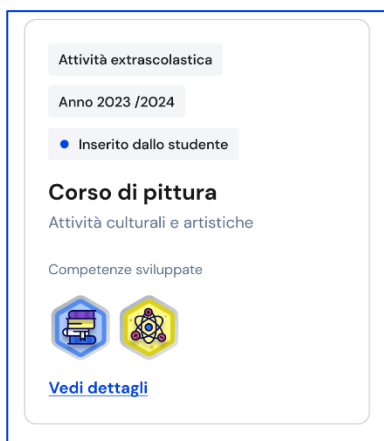 Attività extrascolastica
Anno 2023 /2024
Inserito dallo studente
Corso di pittura
Attività culturali e artistiche
Competenze sviluppate
Vedi dettagli